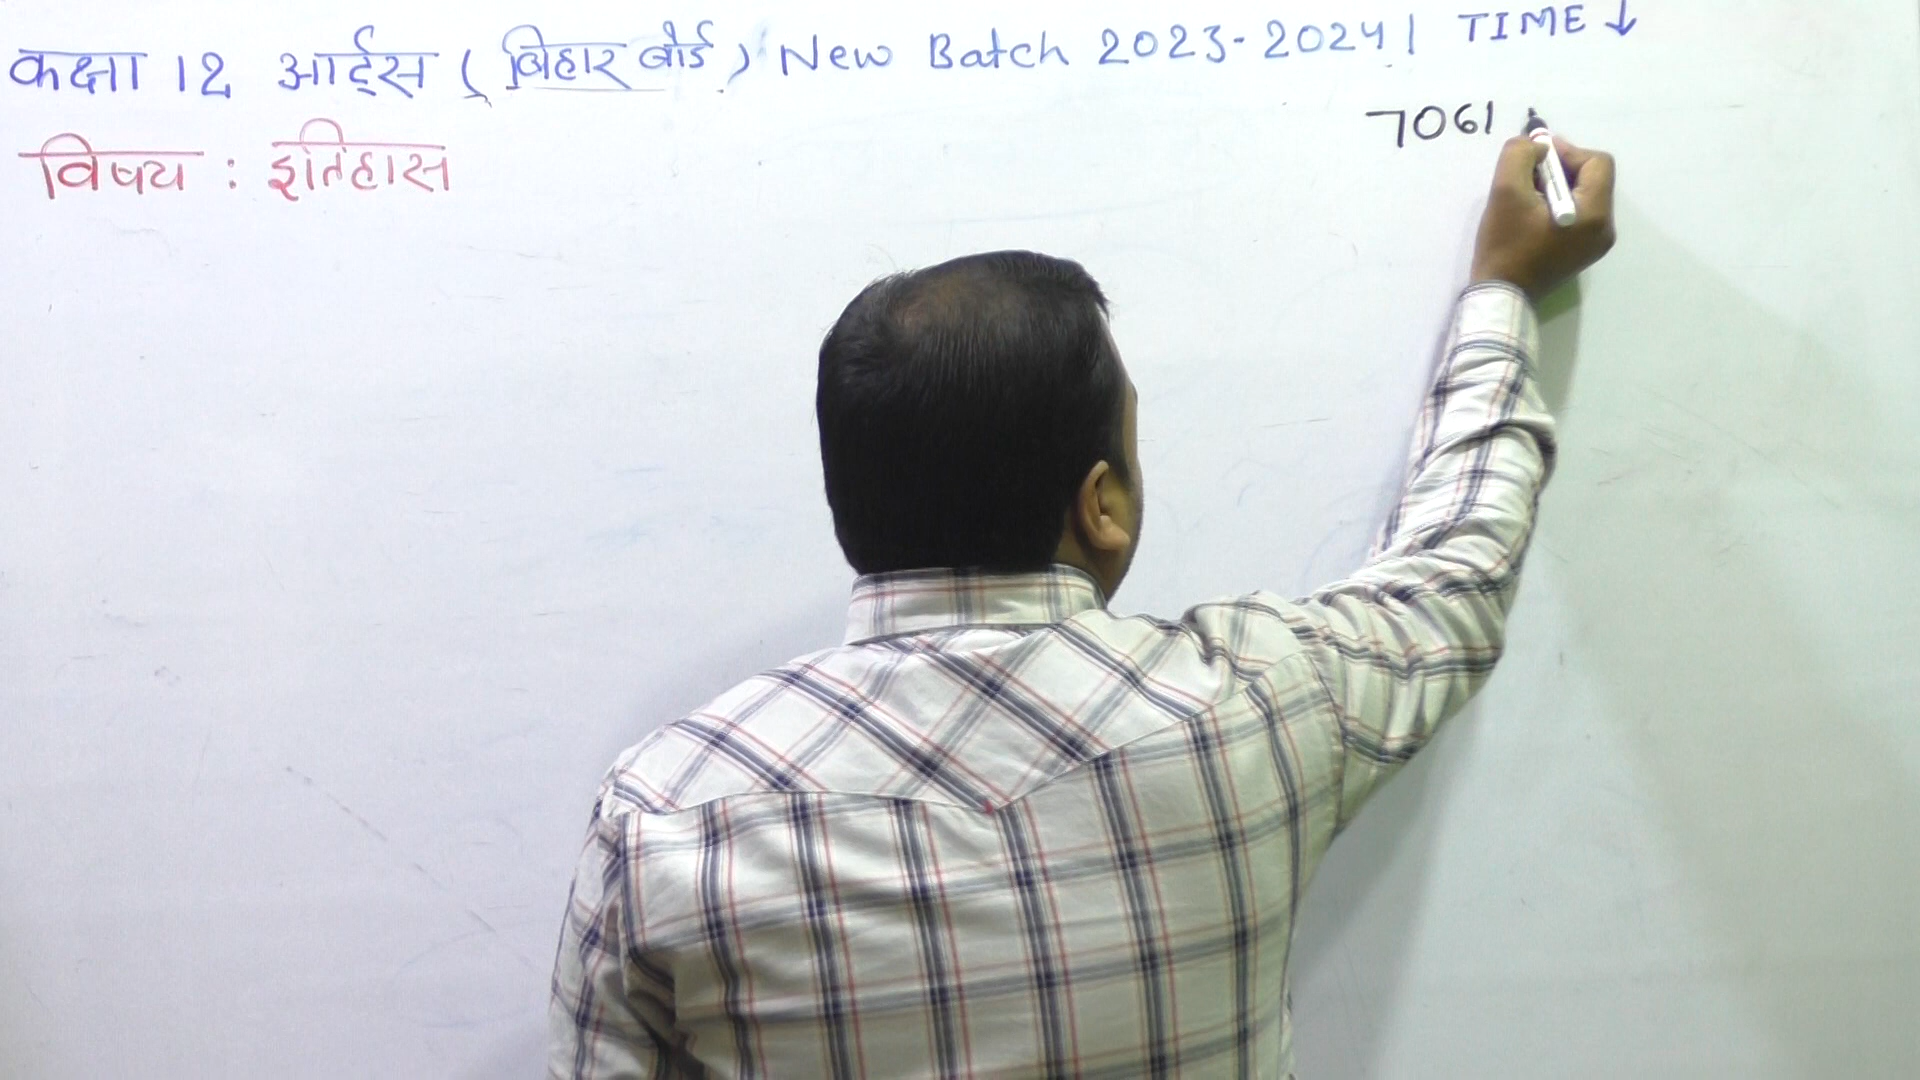 कक्षा 12 आर्ट्स (बिहार बोर्ड) New Batch 2023-2024| TIME ↓
7061
विषय : इतिहास